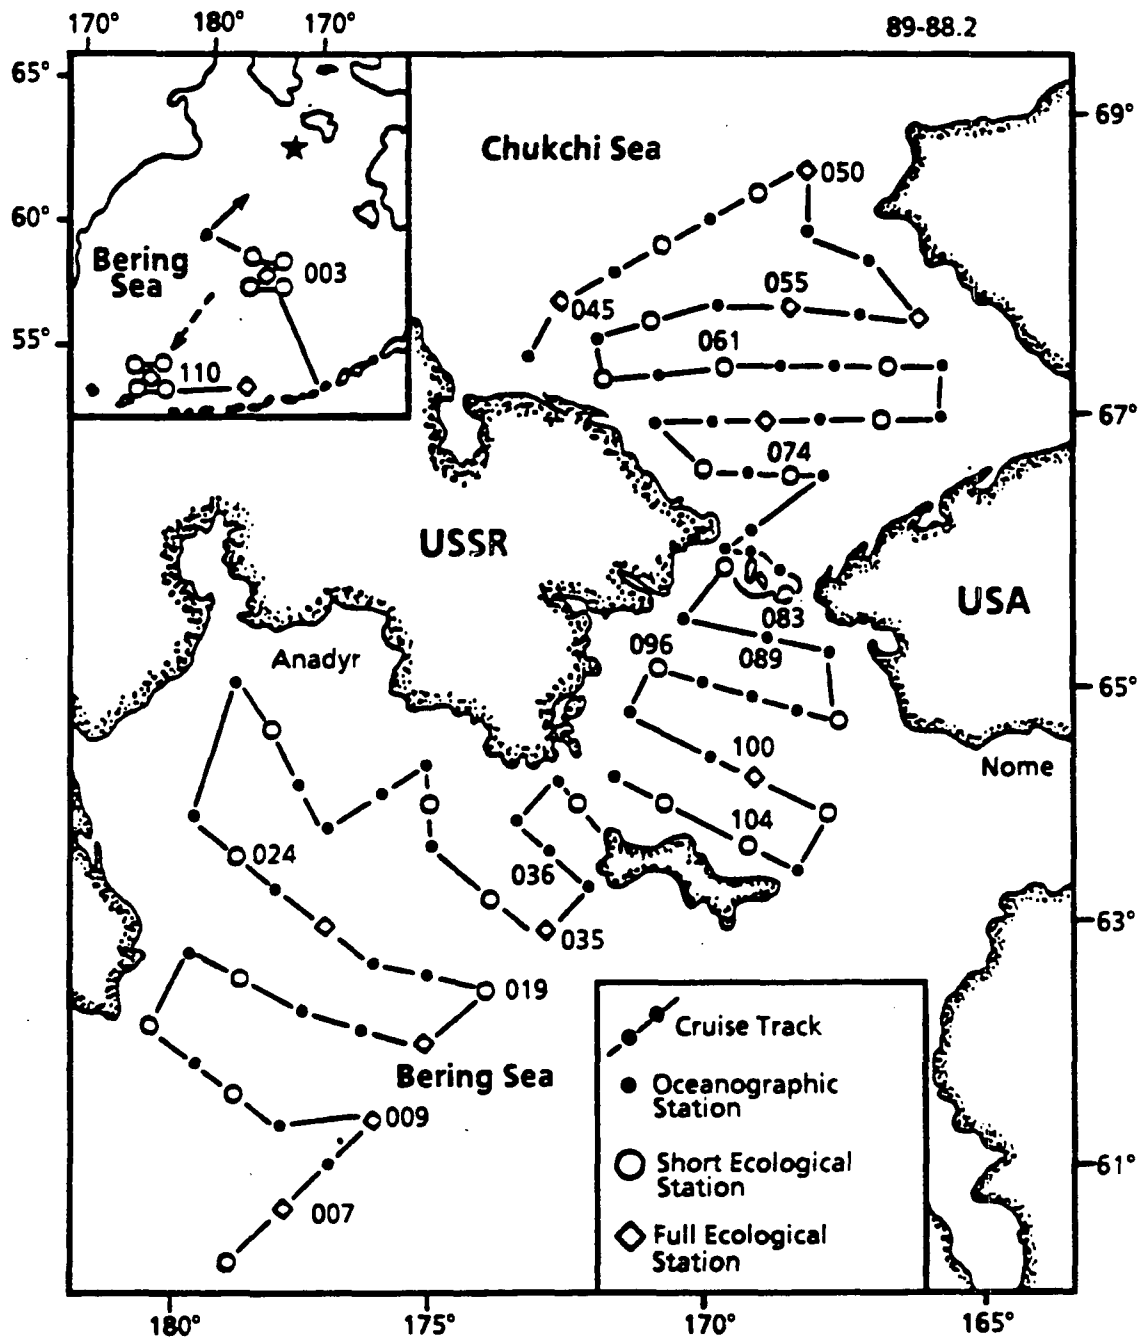 170° 180° 170°
89-88.2
65°
69°
Chukchi Sea
050
60°
Bering
Sea
003
055
045
55°
061
110
67°
074
USSR
USA
083
096
089
Anadyr
65°
100
Nome
104
024
036
63°
035
019
Cruise Track
Bering Sea
Oceanographic
Station
009
Short Ecological
Station
61°
007
Full Ecological
Station
180° 175° 170° 165°